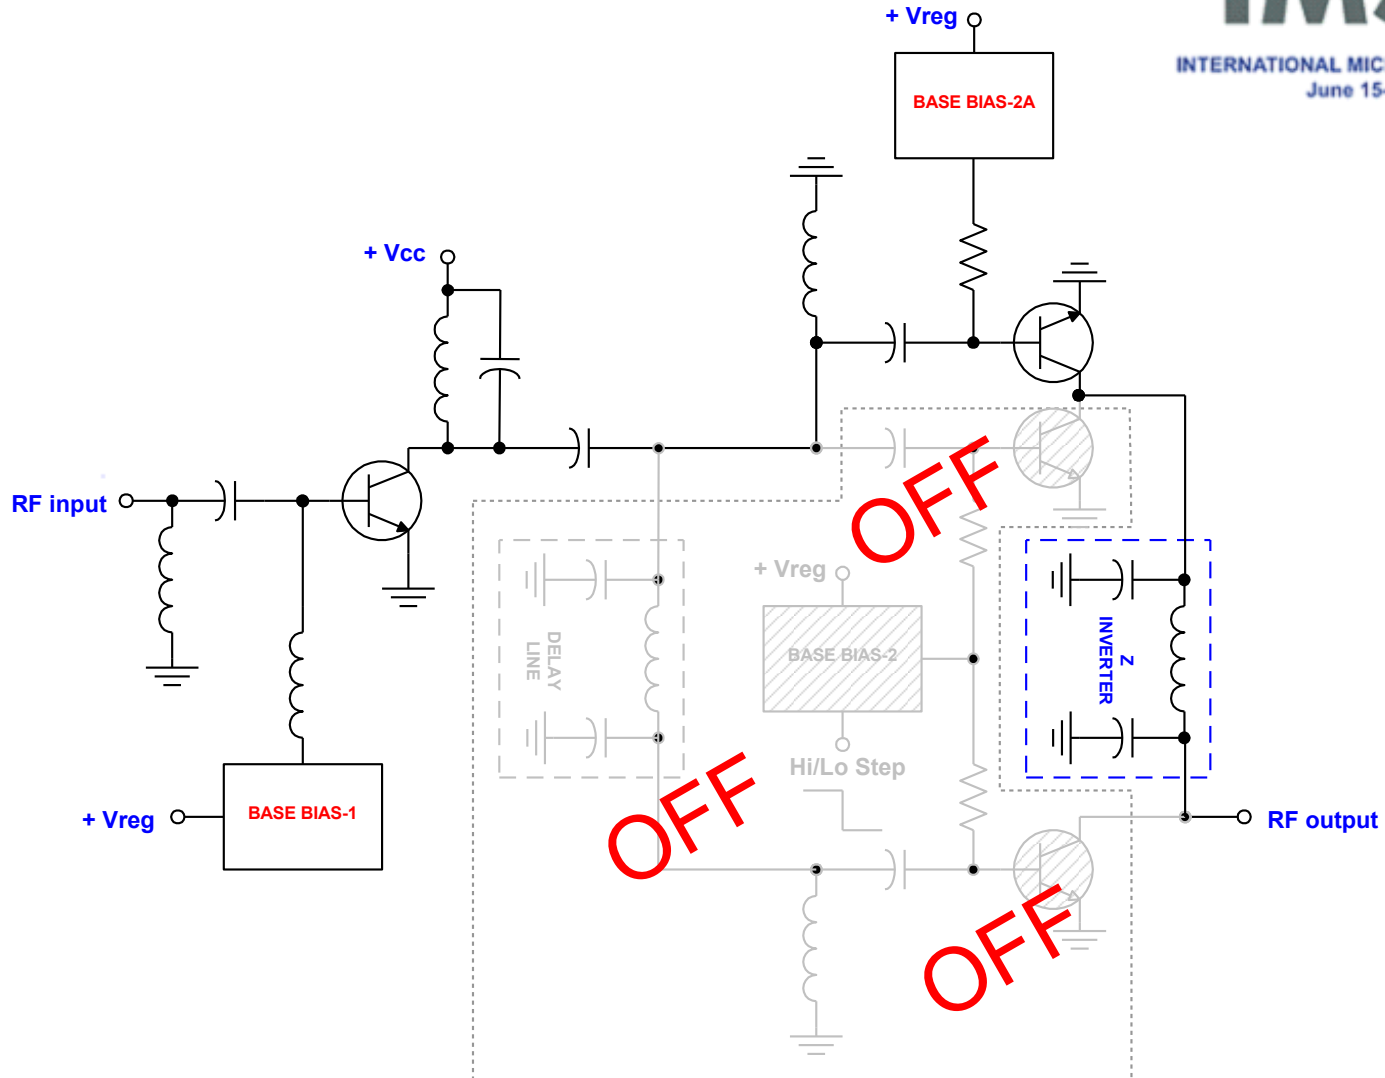 + Vreg
INTERNATIONAL MIC
June 15-
BASE BIAS-2A
+ Vcc
RF input
OFF
+ Vreg
DELAY
LINE
BASE BIAS-2
Z
INVERTER
Hi/Lo Step
OFF
BASE BIAS-1
+ Vreg
RF output
OFF